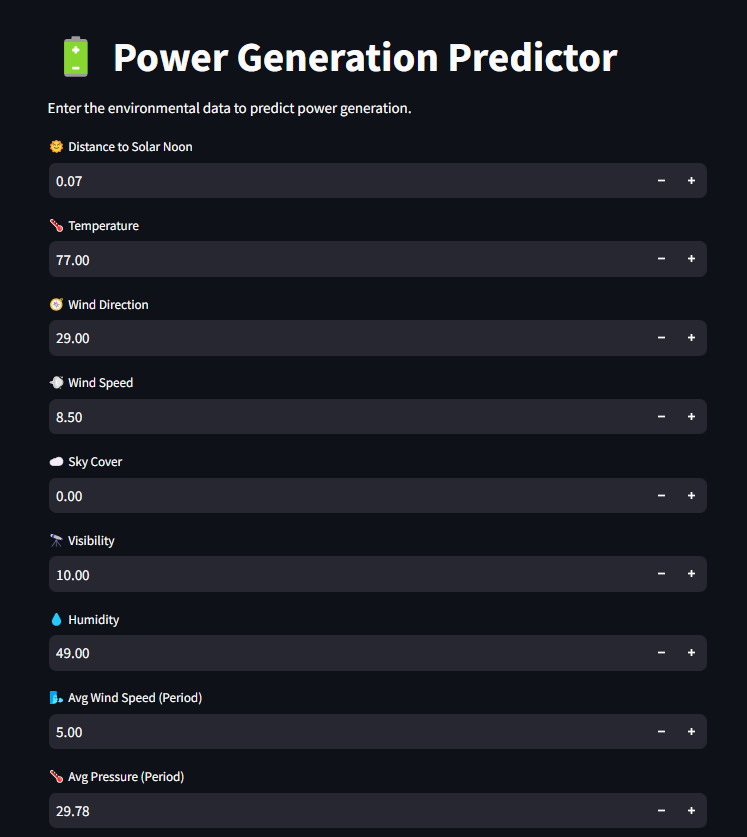 Power Generation Predictor
Enter the environmental data to predict power generation.
Distance to Solar Noon
0.07
Temperature
77.00
Wind Direction
29.00
Wind Speed
8.50
Sky Cover
0.00
Visibility
10.00
Humidity
49.00
Avg Wind Speed (Period)
5.00
Avg Pressure (Period)
29.78